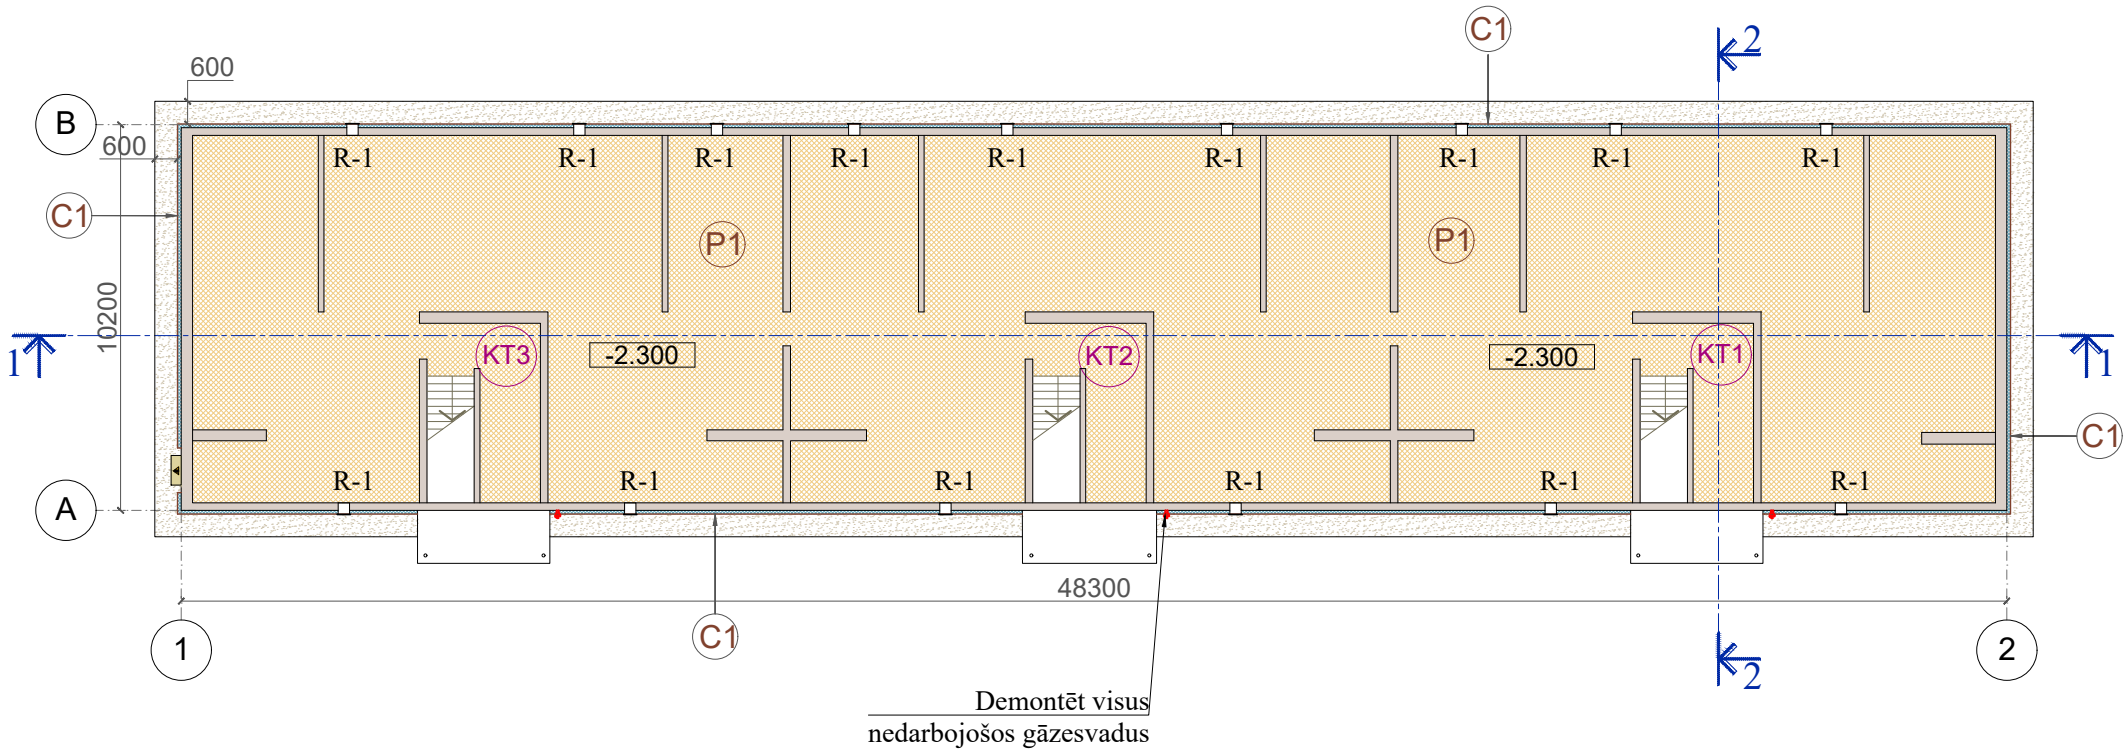 C1
2
600
B
600
R-1 R-1 R-1 R-1 R-1 R-1 R-1 R-1 R-1
C1
P1 P1
10200
1 KT3 -2.300 KT2 -2.300 KT1 1
C1
R-1 R-1 R-1 R-1 R-1 R-1
A
48300
1 C1 2
2
Demontēt visus
nedarbojošos gāzesvadus